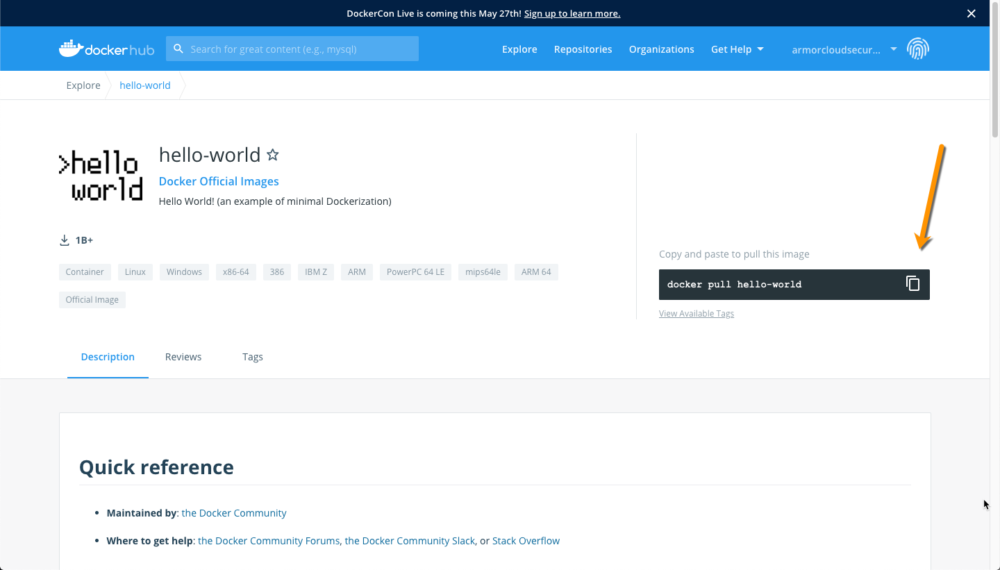 DockerCon Live is coming this May 27th! Sign up to learn more.
docker hub
Search for great content (e.g., mysql)
Explore Repositories Organizations Get Help armorcloudsecur...
Explore hello-world
>hello
world
hello-world
Docker Official Images
Hello World! (an example of minimal Dockerization)
1B+
Container Linux Windows x86-64 386 IBM Z ARM PowerPC 64 LE mips64le ARM 64
Official Image
Copy and paste to pull this image
docker pull hello-world
View Available Tags
Description Reviews Tags
Quick reference
• Maintained by: the Docker Community
• Where to get help: the Docker Community Forums, the Docker Community Slack, or Stack Overflow